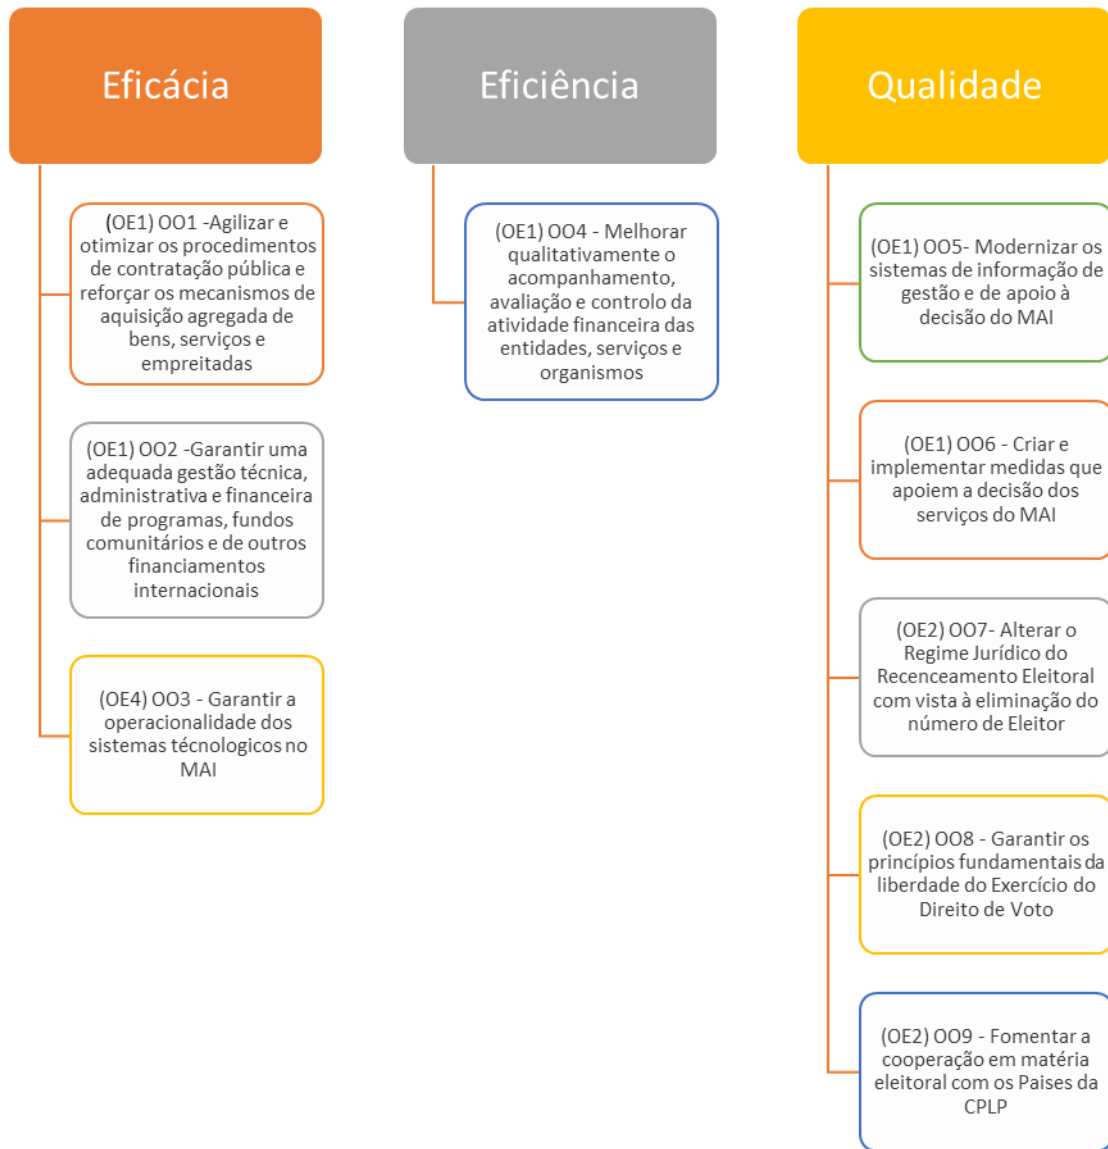 Eficácia
(OE1) OO1 -Agilizar e
otimizar os procedimentos
de contratação pública e
reforçar os mecanismos de
aquisição agregada de
bens, serviços e
empreitadas
(OE1) OO2 -Garantir uma
adequada gestão técnica,
administrativa e financeira
de programas, fundos
comunitários e de outros
financiamentos
internacionais
(OE4) OO3 - Garantir a
operacionalidade dos
sistemas técnologicos no
MAI
Eficiência
(OE1) OO4 - Melhorar
qualitativamente o
acompanhamento,
avaliação e controlo da
atividade financeira das
entidades, serviços e
organismos
Qualidade
(OE1) OO5- Modernizar os
sistemas de informação de
gestão e de apoio à
decisão do MAI
(OE1) OO6 - Criar e
implementar medidas que
apoiem a decisão dos
serviços do MAI
(OE2) OO7- Alterar o
Regime Jurídico do
Recenceamento Eleitoral
com vista à eliminação do
número de Eleitor
(OE2) OO8 - Garantir os
princípios fundamentais da
liberdade do Exercício do
Direito de Voto
(OE2) OO9 - Fomentar a
cooperação em matéria
eleitoral com os Paises da
CPLP